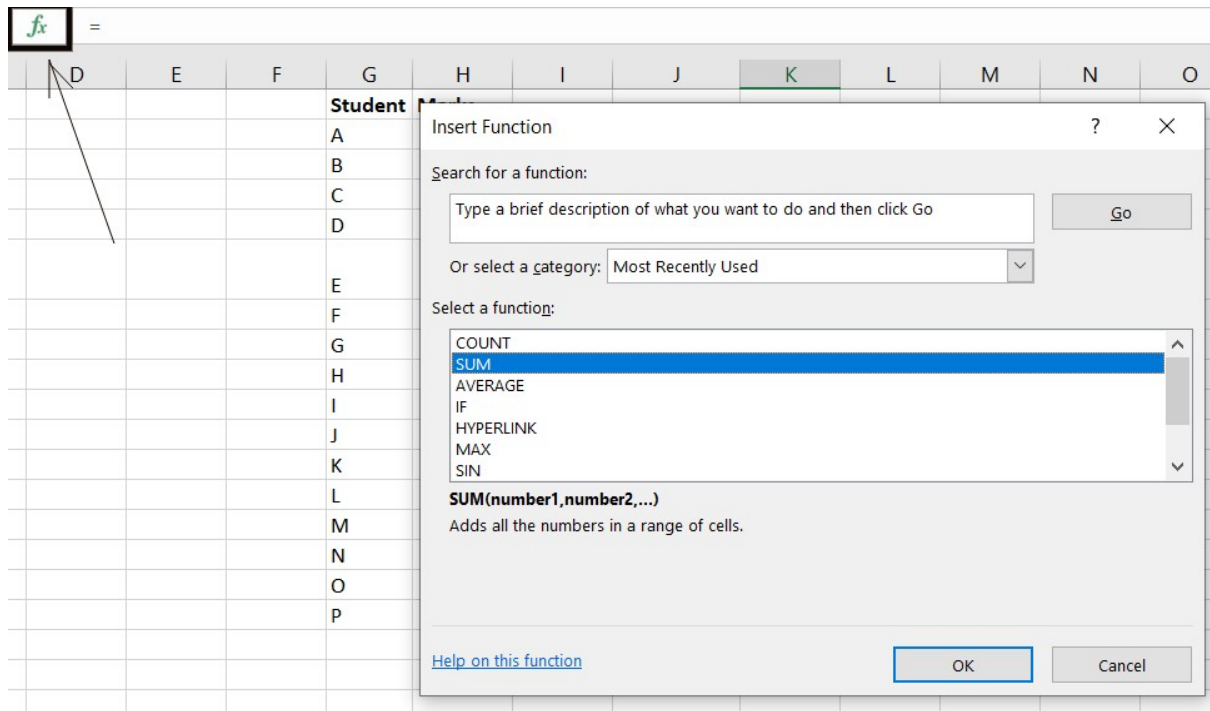 fx =
D E F G H I J K L M N O
Student Marks
A
Insert Function ? 
B
Search for a function:
C
Type a brief description of what you want to do and then click Go Go
D
Or select a category: Most Recently Used
E
Select a function:
F
COUNT
G
SUM
H
AVERAGE
I
IF
HYPERLINK
J
MAX
K
SIN
L
SUM(number1,number2,...)
M
Adds all the numbers in a range of cells.
N
O
P
Help on this function OK Cancel